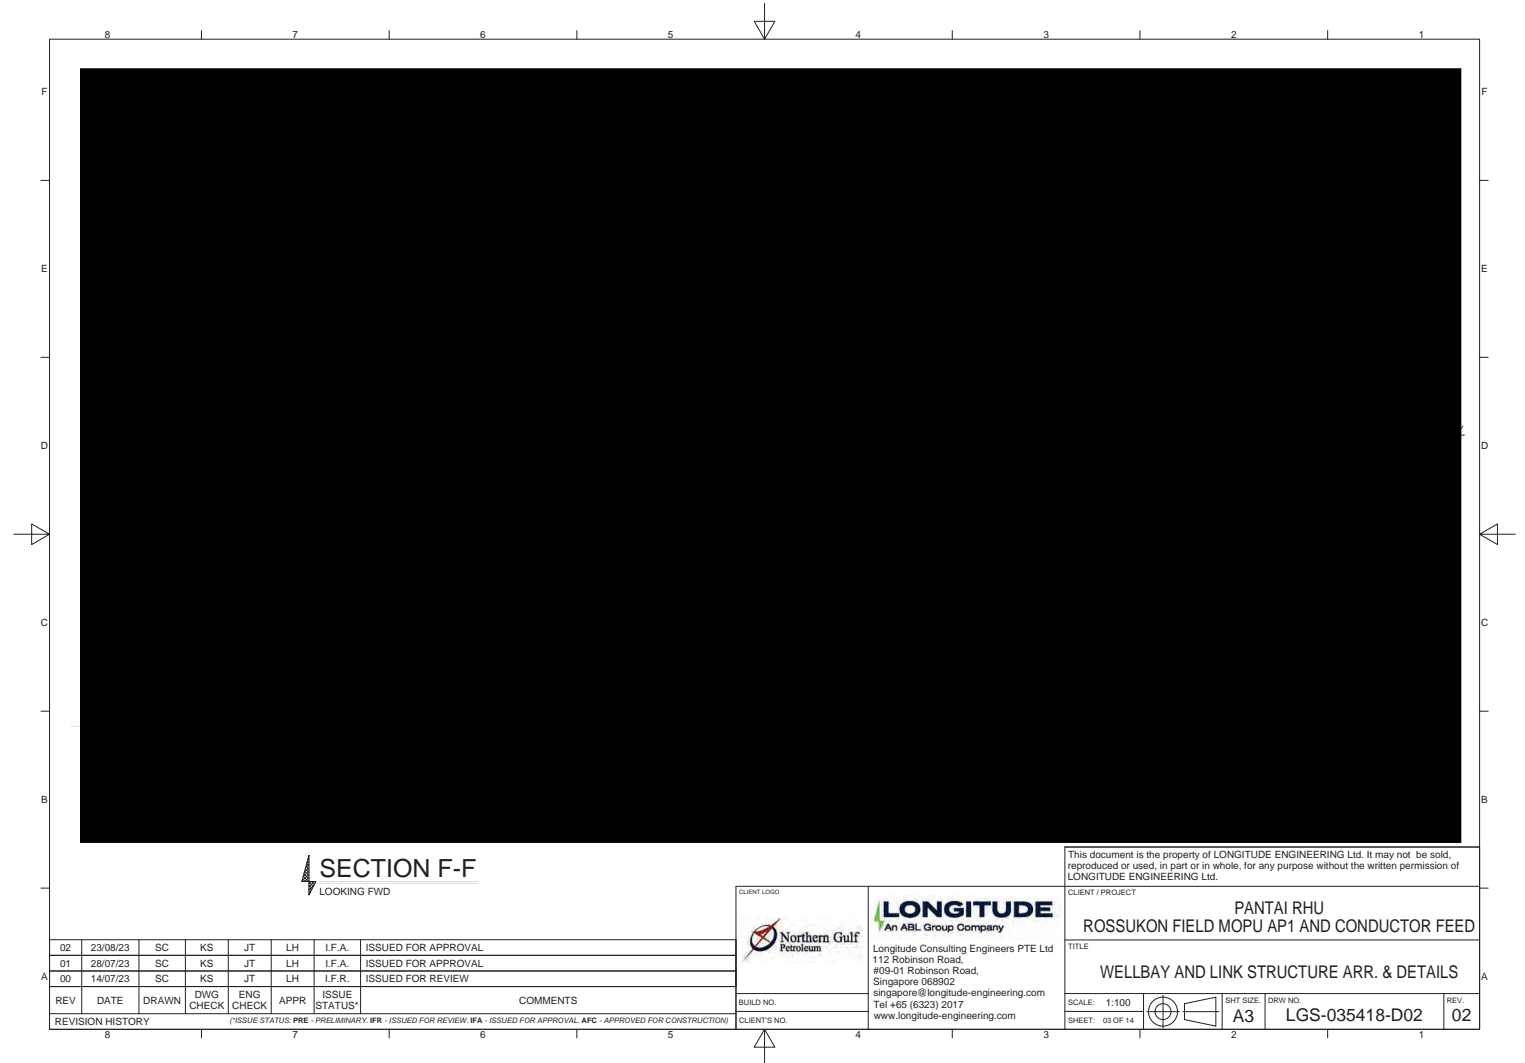 8 7 6 5 4 3 2 1
F F
E E
D D
C C
B B
A A
SECTION F-F
LOOKING FWD
This document is the property of LONGITUDE ENGINEERING Ltd. It may not be sold,
reproduced or used, in part or in whole, for any purpose without the written permission of
LONGITUDE ENGINEERING Ltd.
CLIENT LOGO
Northern Gulf
Petroleum
LONGITUDE
An ABL Group Company
Longitude Consulting Engineers PTE Ltd
112 Robinson Road,
#09-01 Robinson Road,
Singapore 068902
singapore@longitude-engineering.com
Tel +65 (6323) 2017
www.longitude-engineering.com
BUILD NO.
CLIENT'S NO.
CLIENT / PROJECT
PANTAI RHU
ROSSUKON FIELD MOPU AP1 AND CONDUCTOR FEED
TITLE
WELLBAY AND LINK STRUCTURE ARR. & DETAILS
SCALE: 1:100
SHEET: 03 OF 14
SHT SIZE.
A3
DRW NO.
LGS-035418-D02
REV.
02
02 23/08/23 SC KS JT LH I.F.A. ISSUED FOR APPROVAL
01 28/07/23 SC KS JT LH I.F.A. ISSUED FOR APPROVAL
00 14/07/23 SC KS JT LH I.F.R. ISSUED FOR REVIEW
REV DATE DRAWN DWG CHECK ENG CHECK APPR ISSUE STATUS* COMMENTS
REVISION HISTORY (*ISSUE STATUS: PRE - PRELIMINARY. IFR - ISSUED FOR REVIEW. IFA - ISSUED FOR APPROVAL. AFC - APPROVED FOR CONSTRUCTION)
8 7 6 5 4 3 2 1